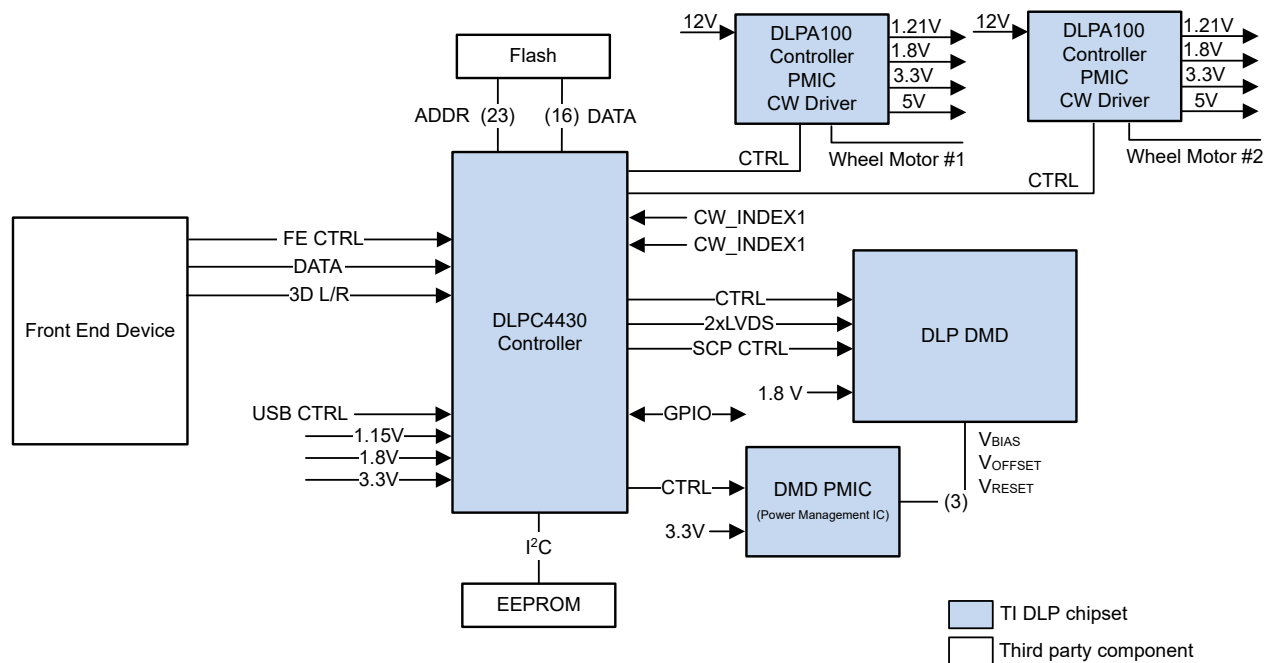 Flash
ADDR (23) (16) DATA
12V
DLPA100
Controller
PMIC
CW Driver
1.21V
1.8V
3.3V
5V
CTRL
Wheel Motor #1
12V
DLPA100
Controller
PMIC
CW Driver
1.21V
1.8V
3.3V
5V
CTRL
Wheel Motor #2
Front End Device
FE CTRL
DATA
3D L/R
USB CTRL
1.15V
1.8V
3.3V
DLPC4430
Controller
CW_INDEX1
CW_INDEX1
CTRL
2xLVDS
SCP CTRL
1.8 V
DLP DMD
GPIO
VBIAS
VOFFSET
VRESET
(3)
CTRL
3.3V
DMD PMIC
(Power Management IC)
I²C
EEPROM
TI DLP chipset
Third party component